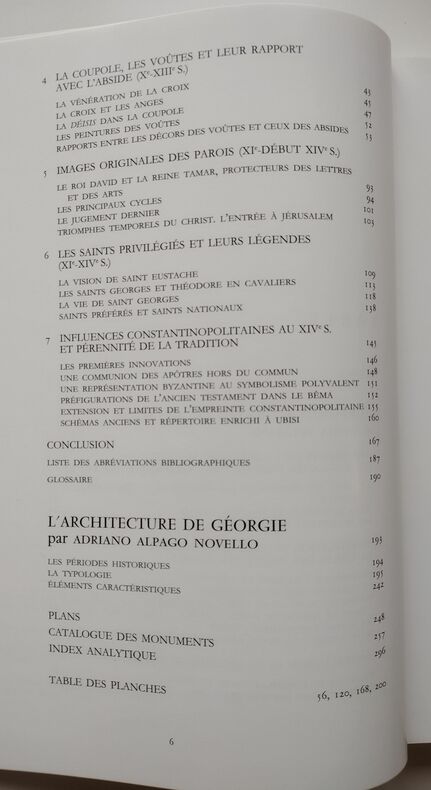 4 LA COUPOLE, LES VOÛTES ET LEUR RAPPORT
AVEC L'ABSIDE (Xᵉ-XIIIᵉ S.)
LA VÉNÉRATION DE LA CROIX 43
LA CROIX ET LES ANGES 45
LA DÉISIS DANS LA COUPOLE 47
LES PEINTURES DES VOÛTES 52
RAPPORTS ENTRE LES DÉCORS DES VOÛTES ET CEUX DES ABSIDES 53
5 IMAGES ORIGINALES DES PAROIS (XIᵉ-DÉBUT XIVᵉ S.)
LE ROI DAVID ET LA REINE TAMAR, PROTECTEURS DES LETTRES
ET DES ARTS 93
LES PRINCIPAUX CYCLES 94
LE JUGEMENT DERNIER 101
TRIOMPHES TEMPORELS DU CHRIST. L'ENTRÉE À JÉRUSALEM 103
6 LES SAINTS PRIVILÉGIÉS ET LEURS LÉGENDES
(XIᵉ-XIVᵉ S.)
LA VISION DE SAINT EUSTACHE 109
LES SAINTS GEORGES ET THÉODORE EN CAVALIERS 113
LA VIE DE SAINT GEORGES 118
SAINTS PRÉFÉRÉS ET SAINTS NATIONAUX 138
7 INFLUENCES CONSTANTINOPOLITAINES AU XIVᵉ S.
ET PÉRENNITÉ DE LA TRADITION 145
LES PREMIÈRES INNOVATIONS 146
UNE COMMUNION DES APÔTRES HORS DU COMMUN 148
UNE REPRÉSENTATION BYZANTINE AU SYMBOLISME POLYVALENT 151
PRÉFIGURATIONS DE L'ANCIEN TESTAMENT DANS LE BÊMA 152
EXTENSION ET LIMITES DE L'EMPREINTE CONSTANTINOPOLITAINE 155
SCHÉMAS ANCIENS ET RÉPERTOIRE ENRICHI À UBISI 160
CONCLUSION 167
LISTE DES ABRÉVIATIONS BIBLIOGRAPHIQUES 187
GLOSSAIRE 190
L'ARCHITECTURE DE GÉORGIE
par ADRIANO ALPAGO NOVELLO 193
LES PÉRIODES HISTORIQUES 194
LA TYPOLOGIE 195
ÉLÉMENTS CARACTÉRISTIQUES 242
PLANS 248
CATALOGUE DES MONUMENTS 257
INDEX ANALYTIQUE 296
TABLE DES PLANCHES 56, 120, 168, 200
6